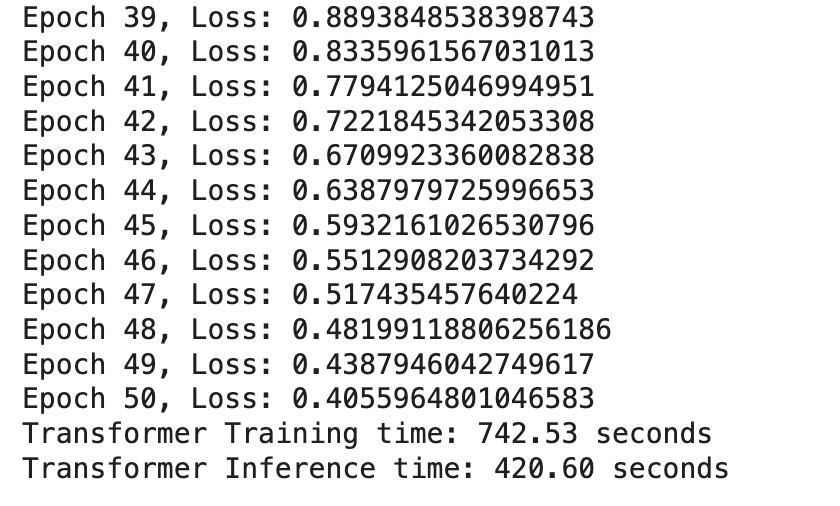 Epoch 39, Loss: 0.8893848538398743
Epoch 40, Loss: 0.8335961567031013
Epoch 41, Loss: 0.7794125046994951
Epoch 42, Loss: 0.7221845342053308
Epoch 43, Loss: 0.6709923360082838
Epoch 44, Loss: 0.6387979725996653
Epoch 45, Loss: 0.5932161026530796
Epoch 46, Loss: 0.5512908203734292
Epoch 47, Loss: 0.517435457640224
Epoch 48, Loss: 0.48199118806256186
Epoch 49, Loss: 0.4387946042749617
Epoch 50, Loss: 0.4055964801046583
Transformer Training time: 742.53 seconds
Transformer Inference time: 420.60 seconds